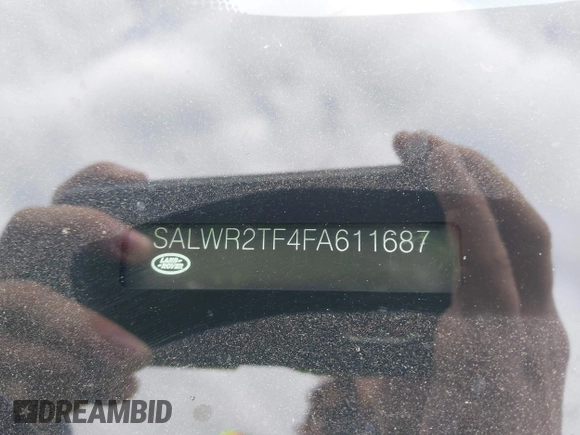 SALWR2TF4FA611687
LAND
ROVER
DREAMBID